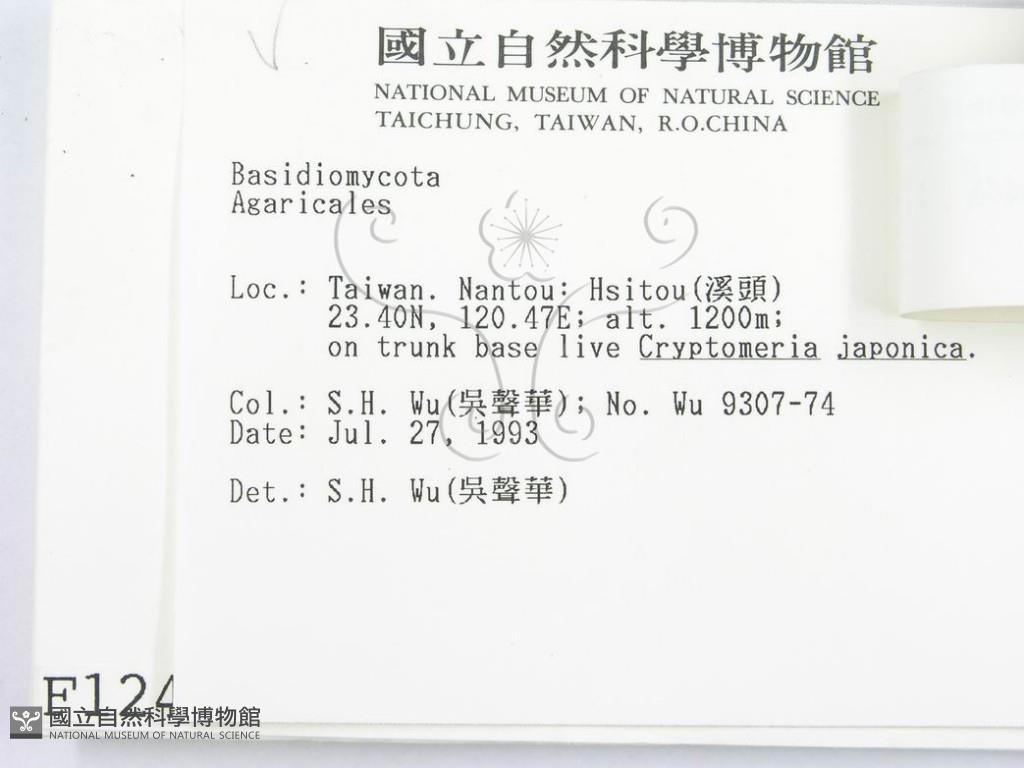 國立自然科學博物館
NATIONAL MUSEUM OF NATURAL SCIENCE
TAICHUNG, TAIWAN, R.O.CHINA
Basidiomycota
Agaricales
Loc.: Taiwan. Nantou: Hsitou(溪頭)
23.40N, 120.47E; alt. 1200m;
on trunk base live Cryptomeria japonica.
Col.: S.H. Wu(吳聲華); No. Wu 9307-74
Date: Jul. 27, 1993
Det.: S.H. Wu(吳聲華)
F124
國立自然科學博物館
NATIONAL MUSEUM OF NATURAL SCIENCE